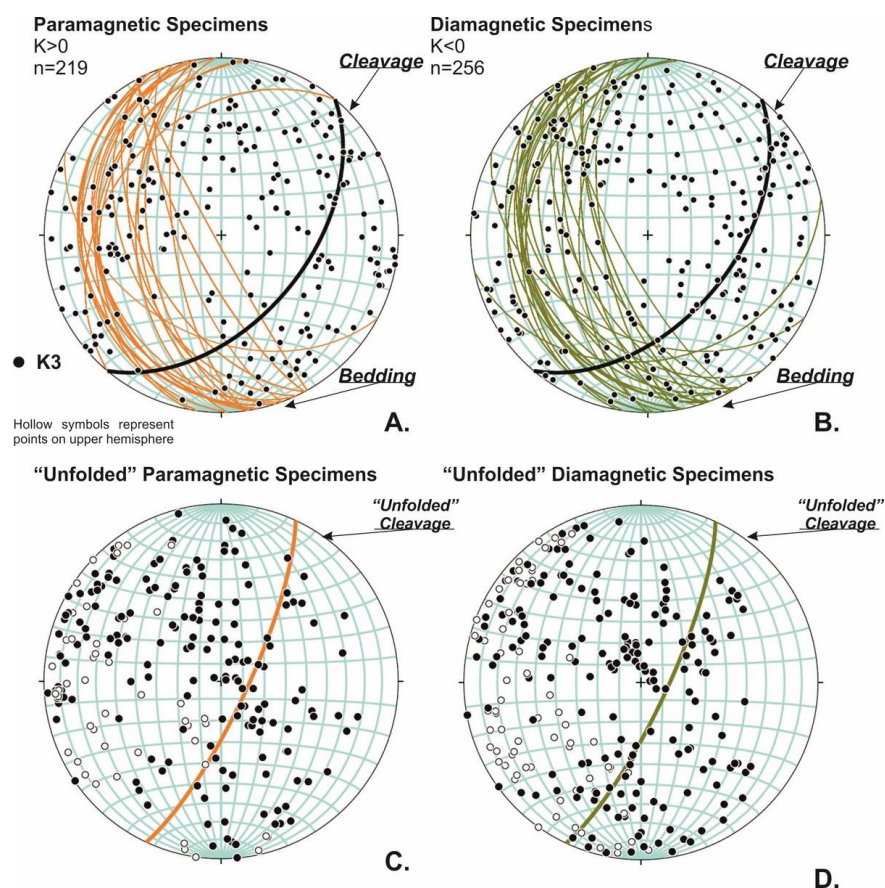 Paramagnetic Specimens
K>0
n=219
Cleavage
Bedding
A.
Diamagnetic Specimens
K<0
n=256
Cleavage
Bedding
B.
K3
Hollow symbols represent
points on upper hemisphere
“Unfolded” Paramagnetic Specimens
“Unfolded”
Cleavage
C.
“Unfolded” Diamagnetic Specimens
“Unfolded”
Cleavage
D.